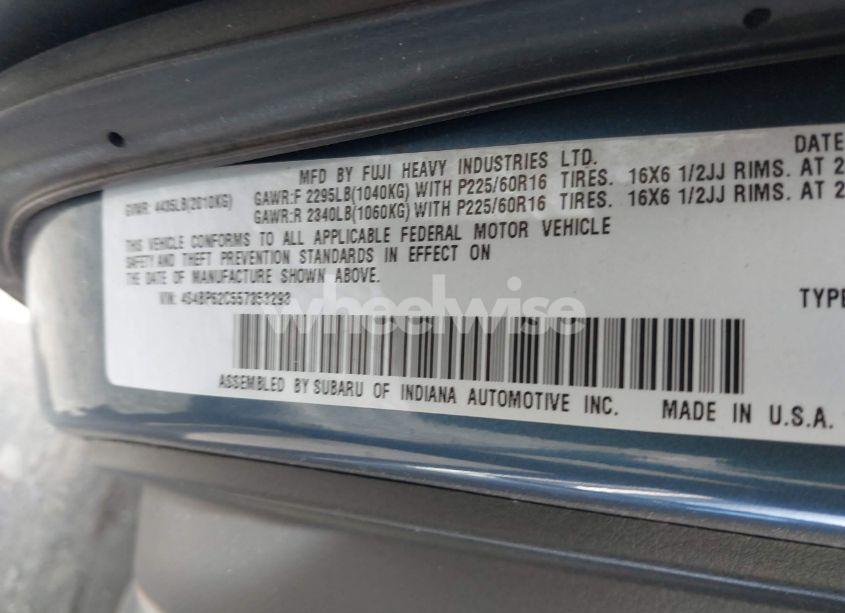 DATE
MFD BY FUJI HEAVY INDUSTRIES LTD.
GVWR: 4435LB(2010KG) GAWR:F 2295LB(1040KG) WITH P225/60R16 TIRES. 16X6 1/2JJ RIMS. AT 2
GAWR:R 2340LB(1060KG) WITH P225/60R16 TIRES. 16X6 1/2JJ RIMS. AT 2
THIS VEHICLE CONFORMS TO ALL APPLICABLE FEDERAL MOTOR VEHICLE
SAFETY AND THEFT PREVENTION STANDARDS IN EFFECT ON
THE DATE OF MANUFACTURE SHOWN ABOVE.
VIN: 4S4BP62C557353293
TYPE
wheelwise
ASSEMBLED BY SUBARU OF INDIANA AUTOMOTIVE INC. MADE IN U.S.A.